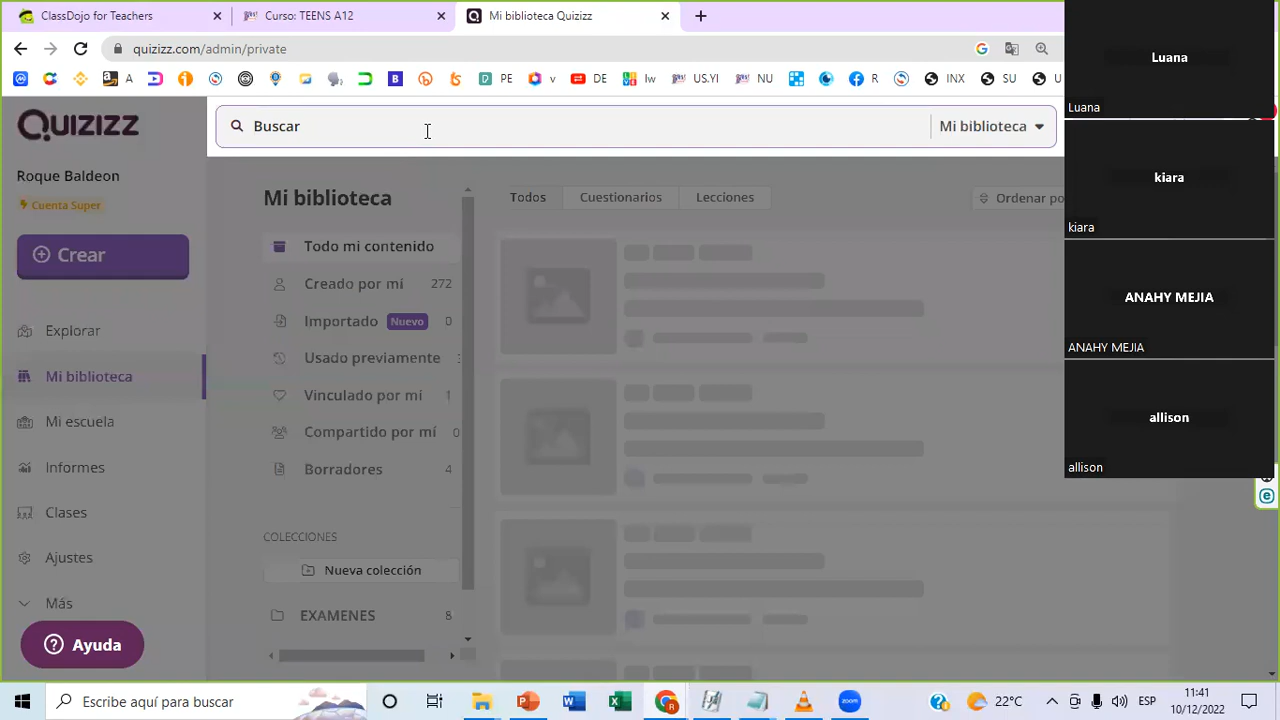 ClassDojo for Teachers
Curso: TEENS A12
Mi biblioteca Quizizz
quizizz.com/admin/private
A
B
PE
v
DE
lw
US.Y!
NU
R
INX
SU
U
QUIZIZZ
Roque Baldeon
Cuenta Super
Crear
Explorar
Mi biblioteca
Mi escuela
Informes
Clases
Ajustes
Más
Ayuda
Buscar
Mi biblioteca
Mi biblioteca
Todo mi contenido
Creado por mí 272
Importado Nuevo 0
Usado previamente
Vinculado por mi 1
Compartido por mí 0
Borradores 4
COLECCIONES
Nueva colección
EXAMENES 8
Todos Cuestionarios Lecciones
Ordenar po
Luana
Luana
kiara
kiara
ANAHY MEJIA
ANAHY MEJIA
allison
allison
Escribe aquí para buscar
22°C
ESP
11:41
10/12/2022